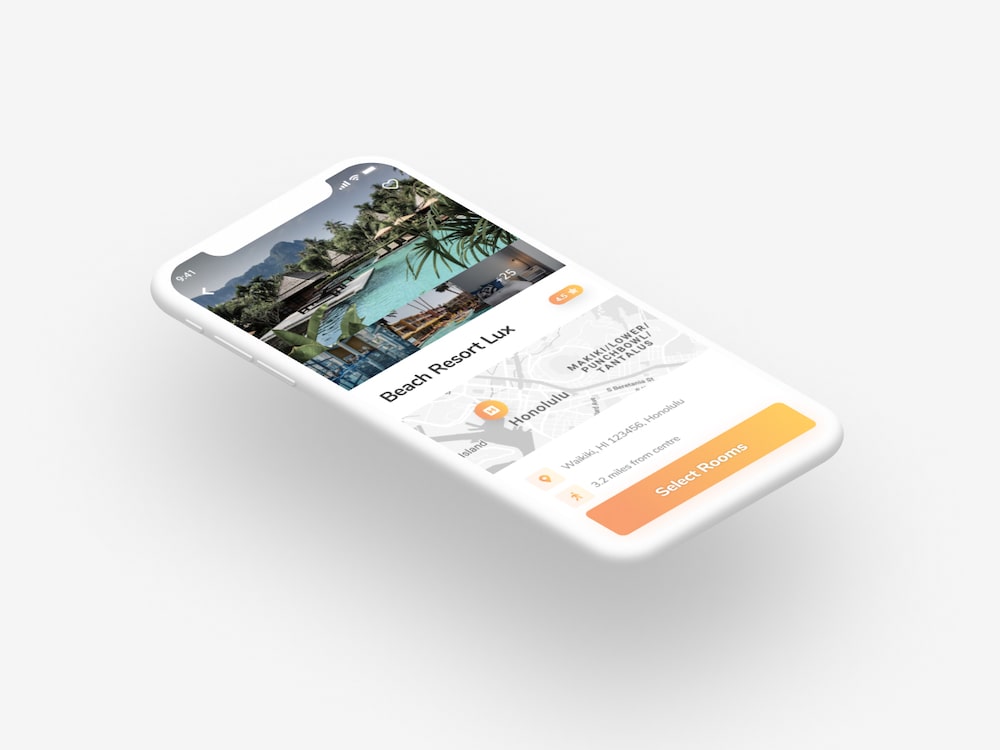 9:41
+25
Beach Resort Lux
4.5
MAKIKI/LOWER/
PUNCHBOWL/
TANTALUS
S Beretania St
H
Honolulu
Island
Waikiki, HI 123456, Honolulu
3.2 miles from centre
Select Rooms